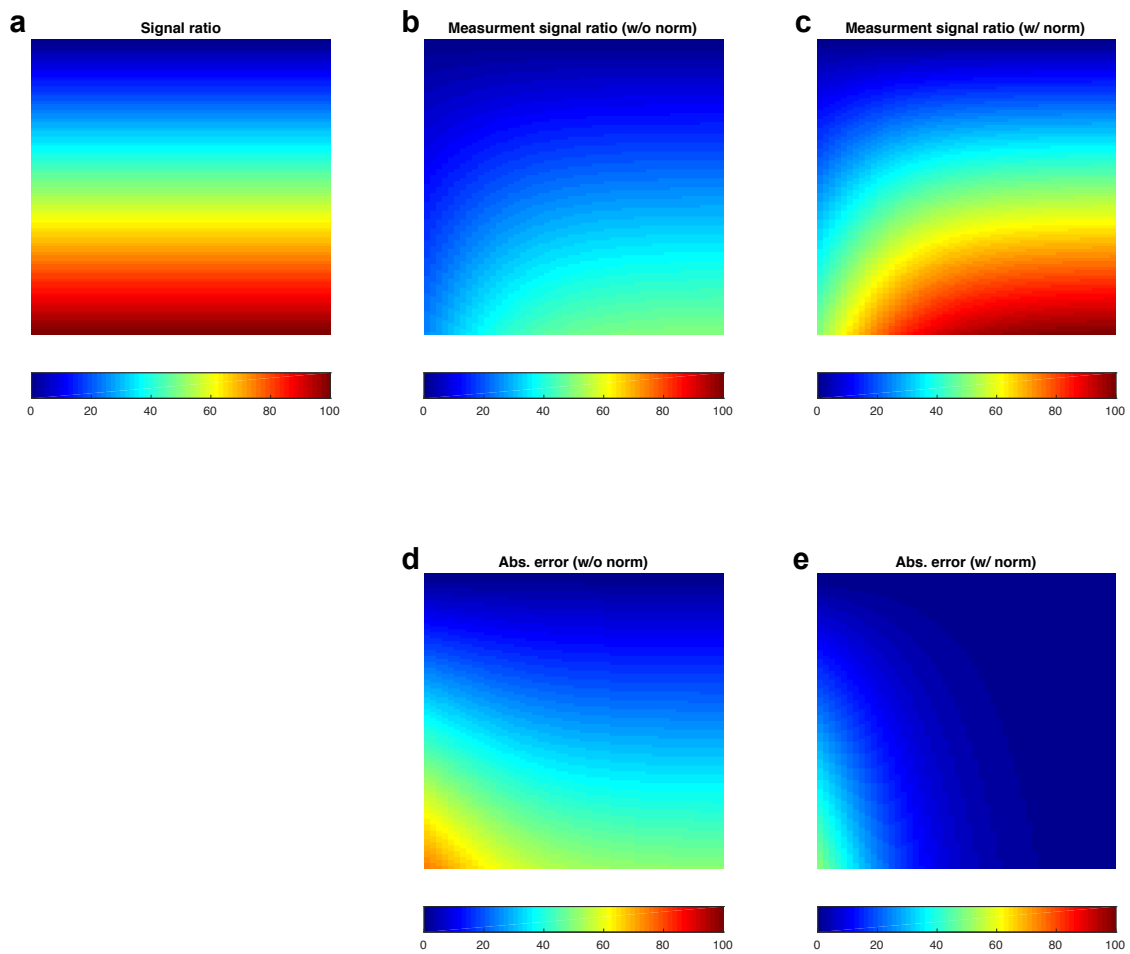 a b c
Signal ratio Measurment signal ratio (w/o norm) Measurment signal ratio (w/ norm)
0 20 40 60 80 100 0 20 40 60 80 100 0 20 40 60 80 100
d e
Abs. error (w/o norm) Abs. error (w/ norm)
0 20 40 60 80 100 0 20 40 60 80 100